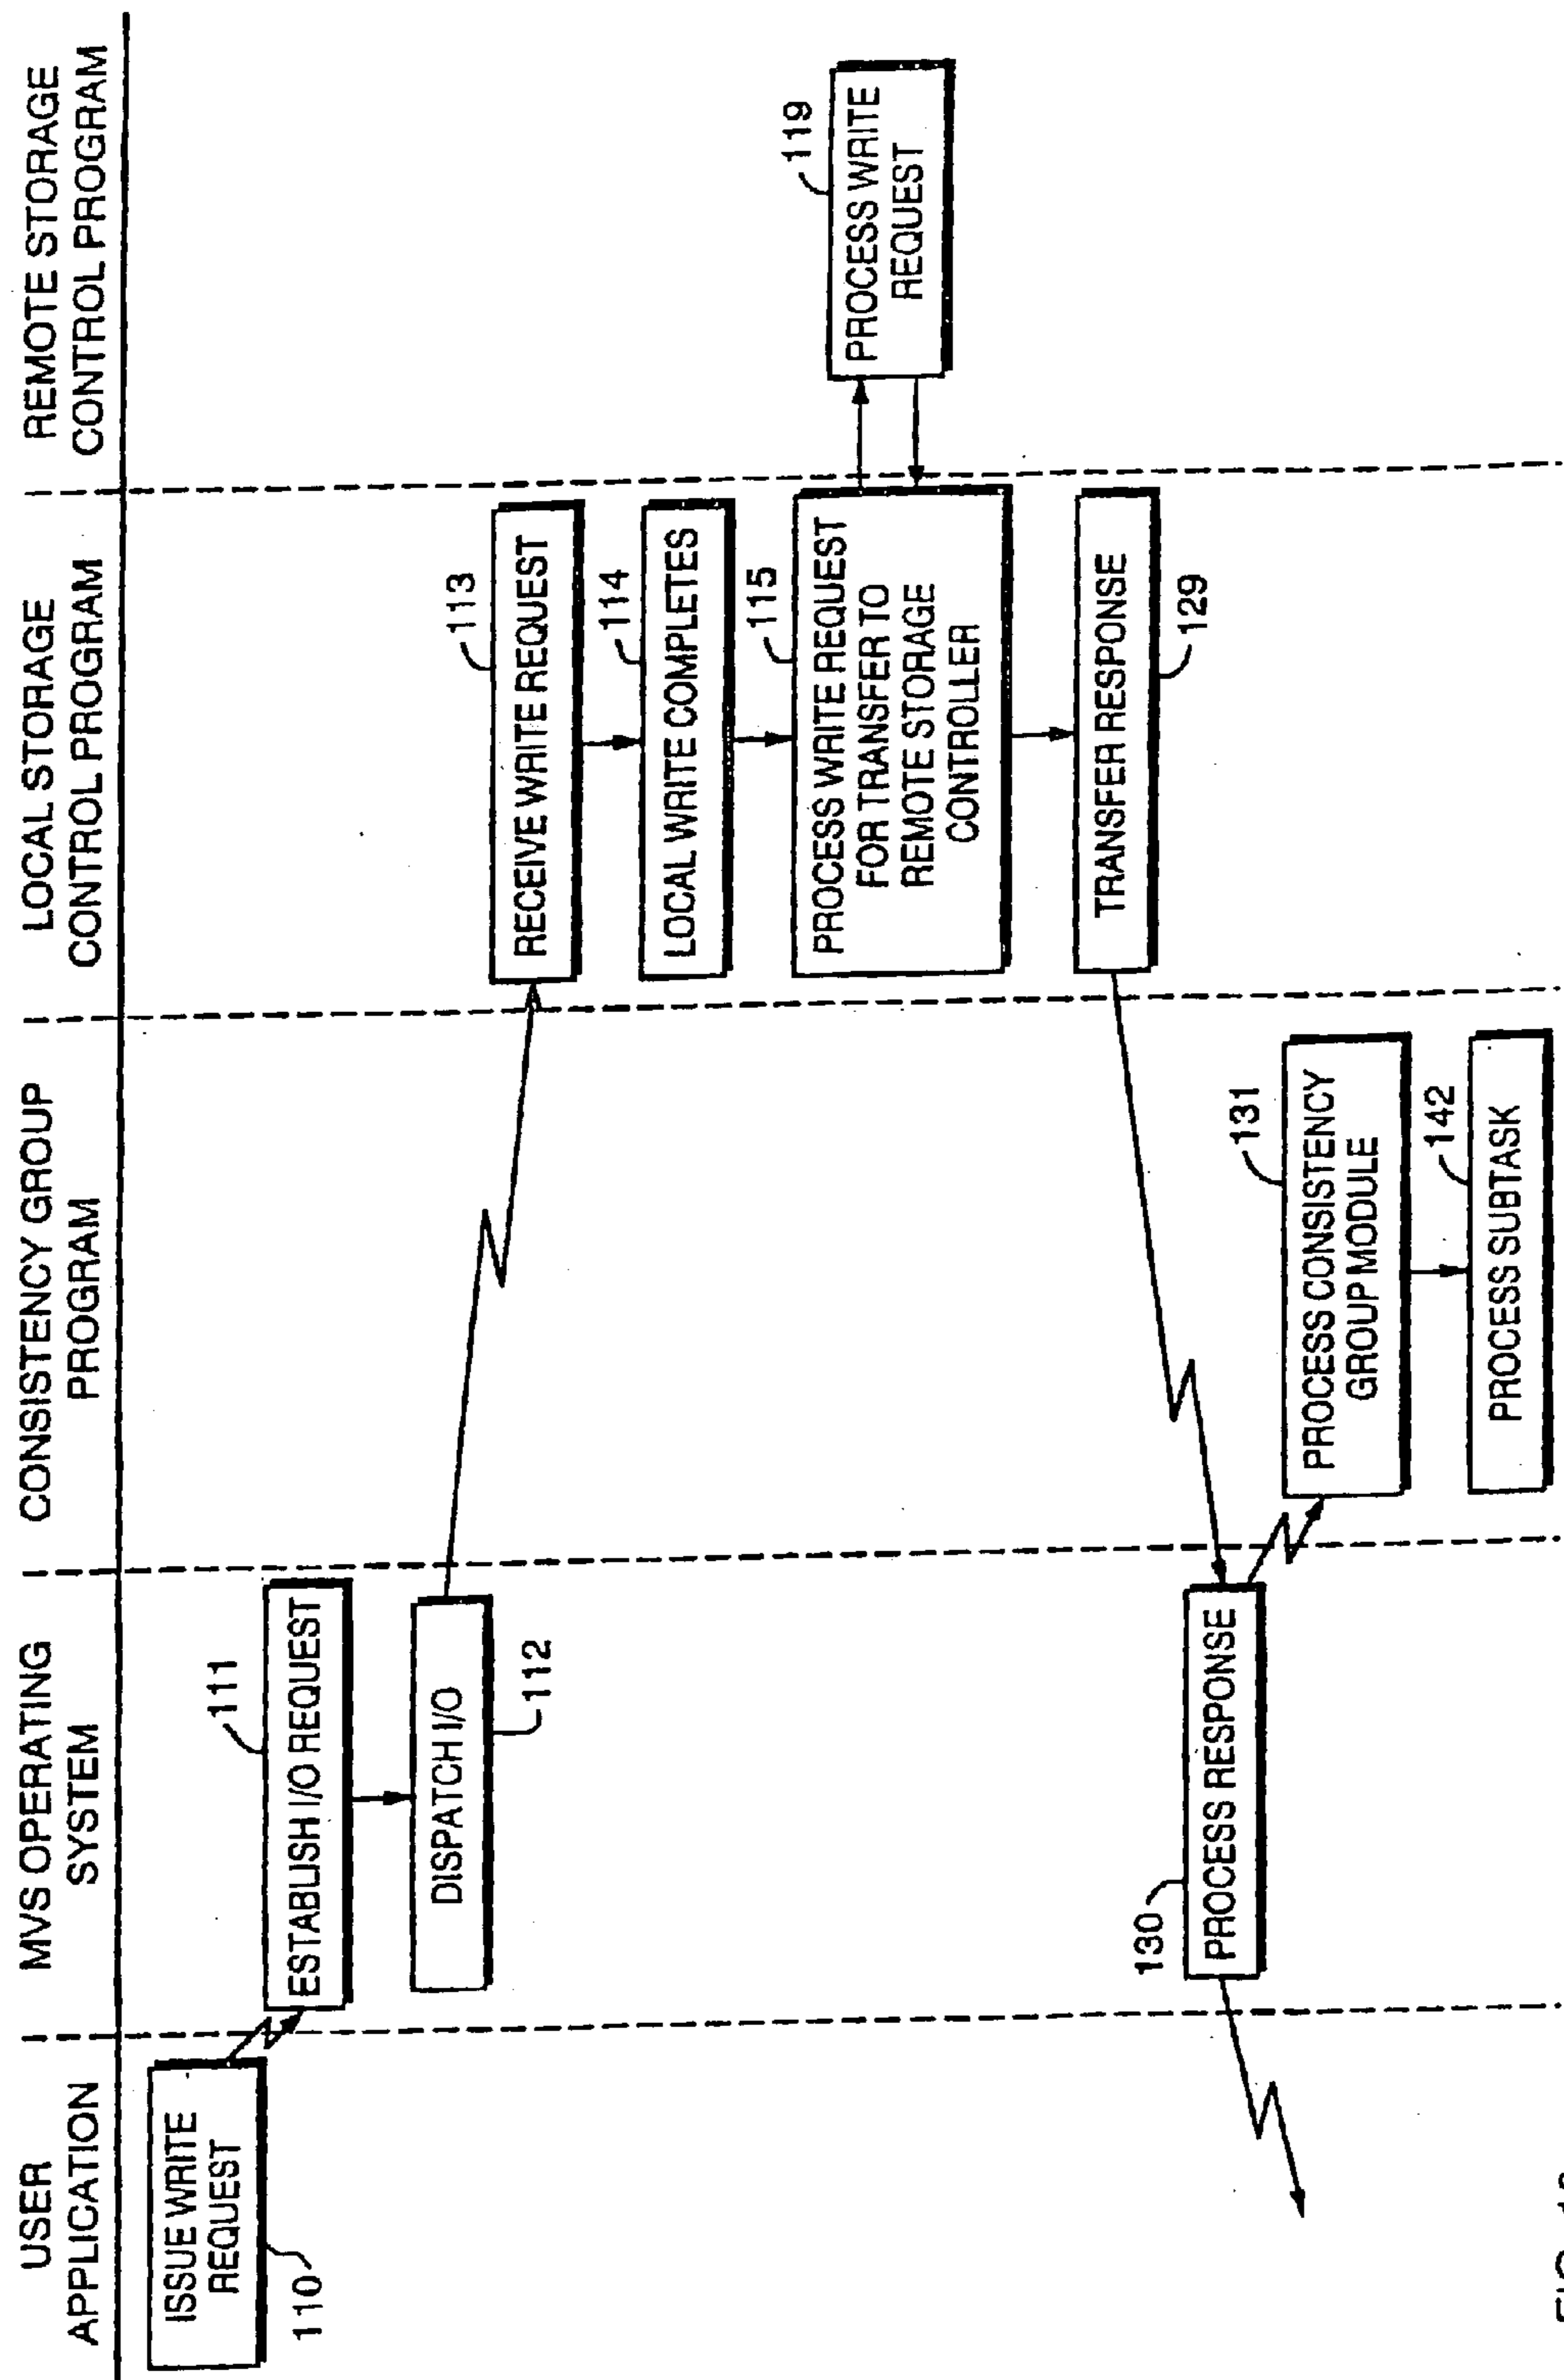 USER
APPLICATION
MVS OPERATING
SYSTEM
CONSISTENCY GROUP
PROGRAM
LOCAL STORAGE
CONTROL PROGRAM
REMOTE STORAGE
CONTROL PROGRAM
ISSUE WRITE
REQUEST
110
111
ESTABLISH I/O REQUEST
DISPATCH I/O
112
113
RECEIVE WRITE REQUEST
114
LOCAL WRITE COMPLETES
115
PROCESS WRITE REQUEST
FOR TRANSFER TO
REMOTE STORAGE
CONTROLLER
119
PROCESS WRITE
REQUEST
TRANSFER RESPONSE
129
130
PROCESS RESPONSE
131
PROCESS CONSISTENCY
GROUP MODULE
142
PROCESS SUBTASK